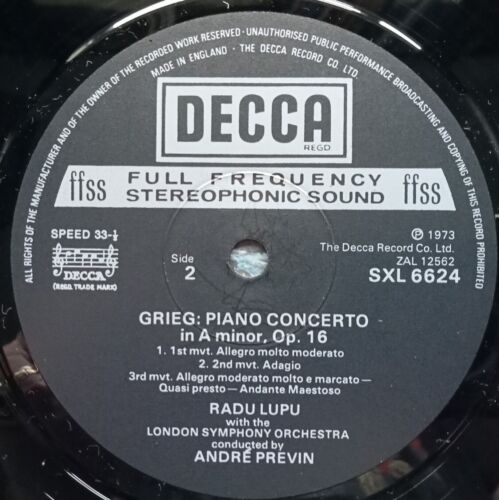 ALL RIGHTS OF THE MANUFACTURER AND OF THE OWNER OF THE RECORDED WORK RESERVED · UNAUTHORISED PUBLIC PERFORMANCE BROADCASTING AND COPYING OF THIS RECORD PROHIBITED
MADE IN ENGLAND · THE DECCA RECORD CO. LTD.
DECCA
REGD
ffss FULL FREQUENCY ffss
STEREOPHONIC SOUND
SPEED 33-⅓
DECCA
(REGD. TRADE MARK)
Side
2
℗ 1973
The Decca Record Co. Ltd.
ZAL 12562
SXL 6624
GRIEG: PIANO CONCERTO
in A minor, Op. 16
1. 1st mvt. Allegro molto moderato
2. 2nd mvt. Adagio
3rd mvt. Allegro moderato molto e marcato —
Quasi presto — Andante Maestoso
RADU LUPU
with the
LONDON SYMPHONY ORCHESTRA
conducted by
ANDRÉ PREVIN